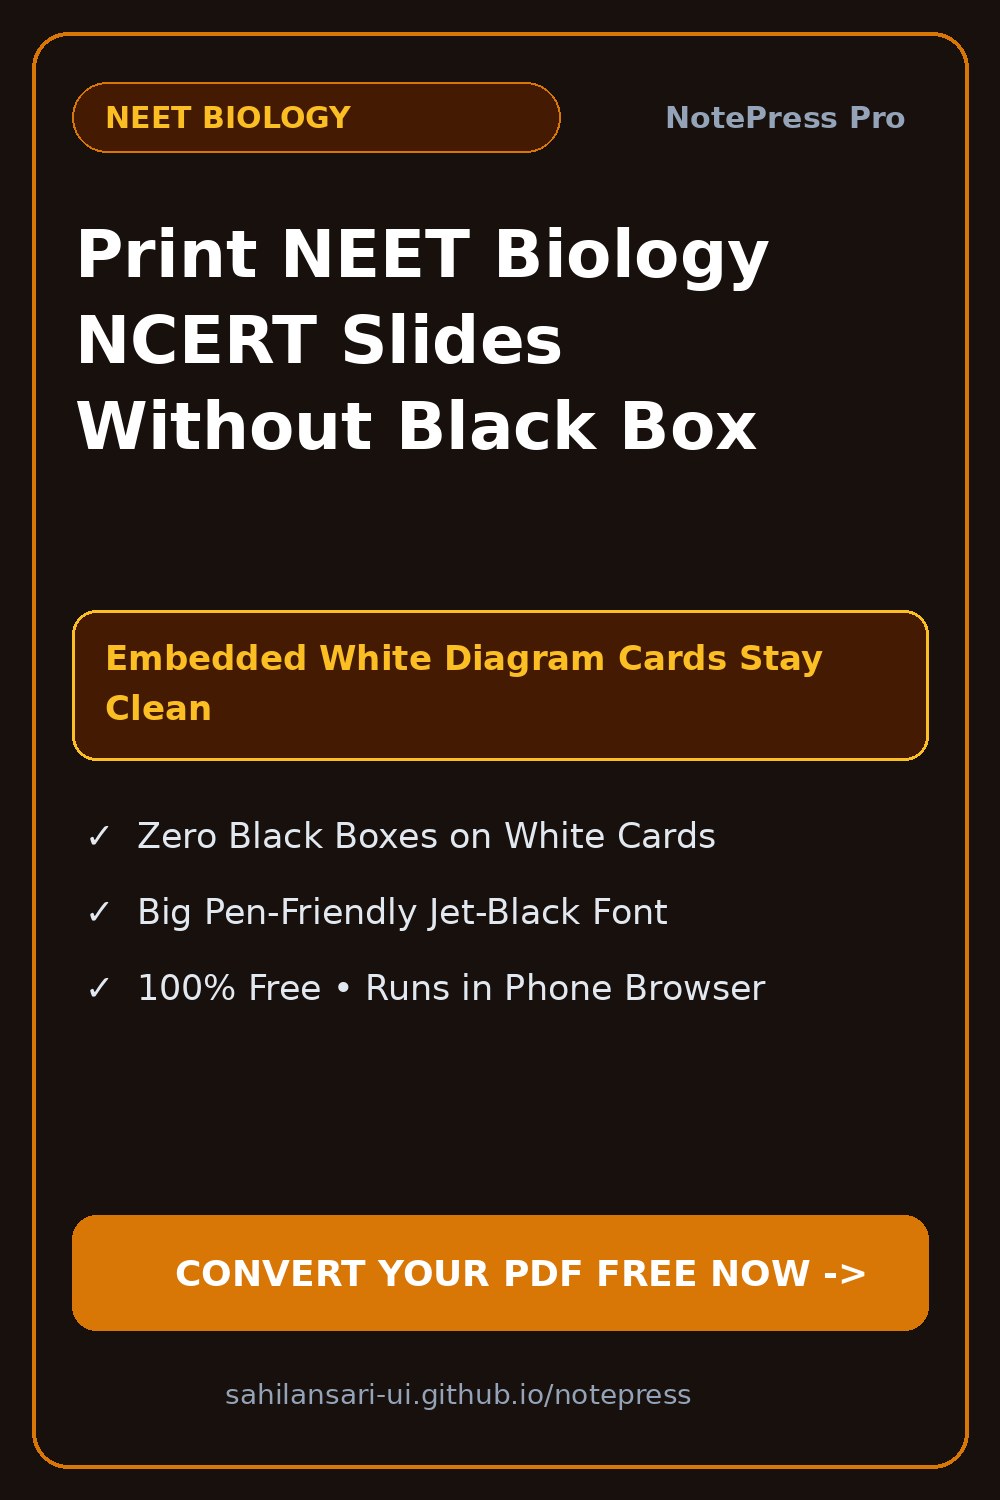 NEET BIOLOGY
NotePress Pro
Print NEET Biology
NCERT Slides
Without Black Box
Embedded White Diagram Cards Stay
Clean
✓ Zero Black Boxes on White Cards
✓ Big Pen-Friendly Jet-Black Font
✓ 100% Free • Runs in Phone Browser
CONVERT YOUR PDF FREE NOW ->
sahilansari-ui.github.io/notepress